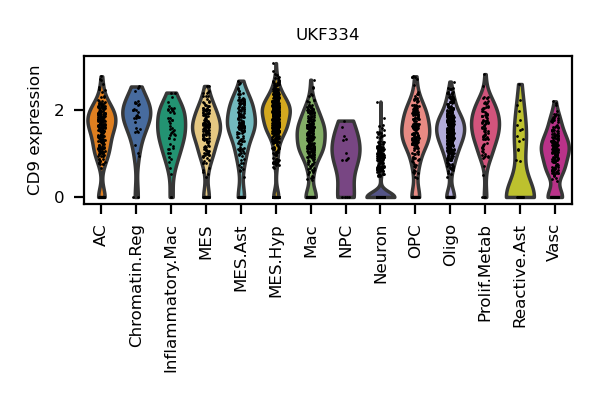 UKF334
CD9 expression
2
0
AC
Chromatin.Reg
Inflammatory.Mac
MES
MES.Ast
MES.Hyp
Mac
NPC
Neuron
OPC
Oligo
Prolif.Metab
Reactive.Ast
Vasc